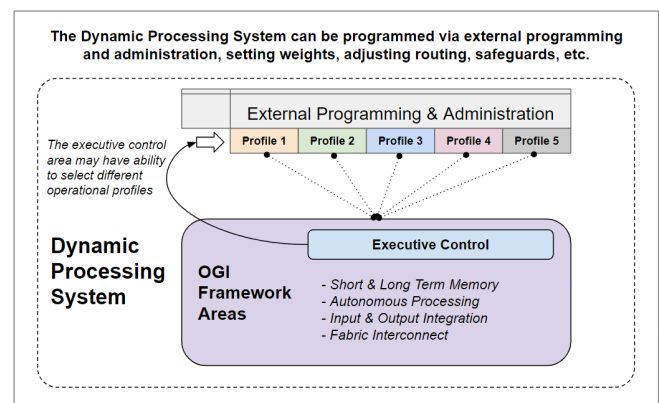 The Dynamic Processing System can be programmed via external programming
and administration, setting weights, adjusting routing, safeguards, etc.
External Programming & Administration
The executive control
area may have ability
to select different
operational profiles
Profile 1 Profile 2 Profile 3 Profile 4 Profile 5
Dynamic
Processing
System
Executive Control
OGI
Framework
Areas
- Short & Long Term Memory
- Autonomous Processing
- Input & Output Integration
- Fabric Interconnect